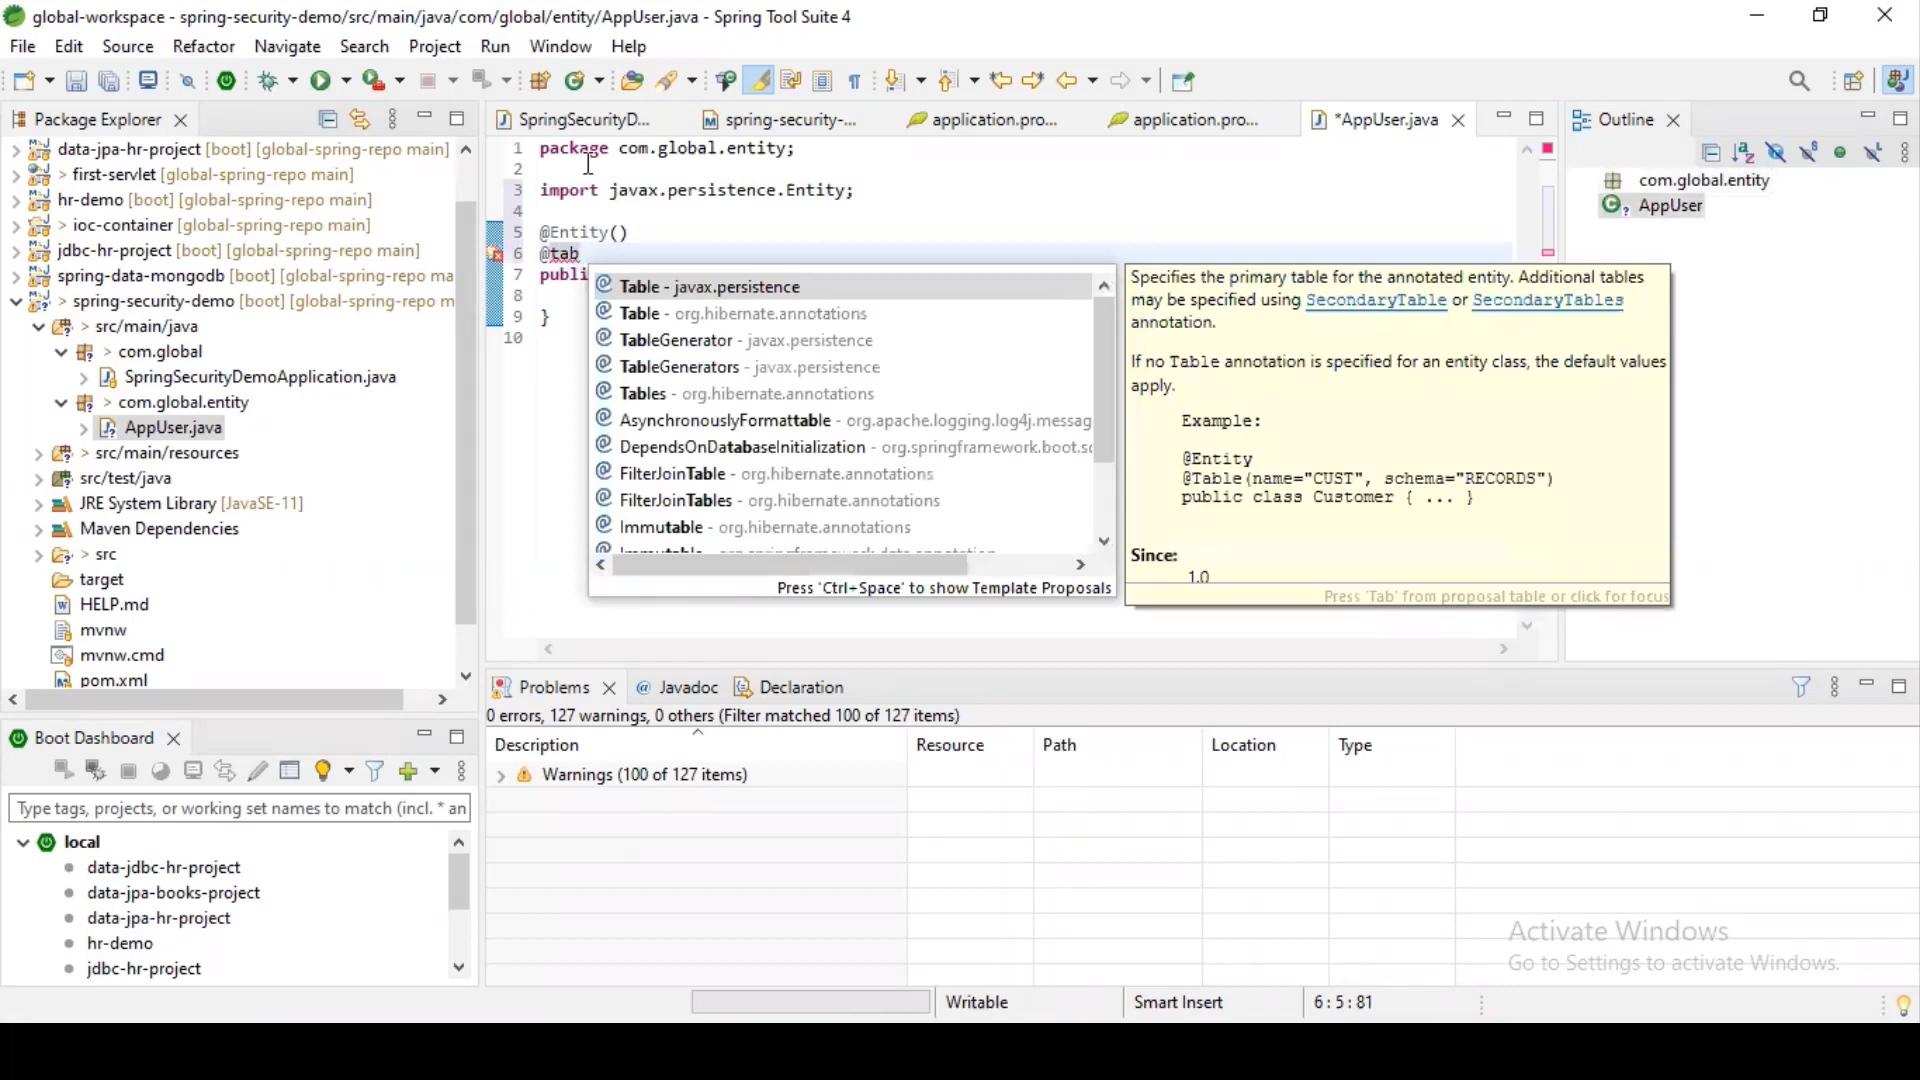 global-workspace - spring-security-demo/src/main/java/com/global/entity/AppUser.java - Spring Tool Suite 4
File Edit Source Refactor Navigate Search Project Run Window Help
Package Explorer
data-jpa-hr-project [boot] [global-spring-repo main]
> first-servlet [global-spring-repo main]
hr-demo [boot] [global-spring-repo main]
> ioc-container [global-spring-repo main]
jdbc-hr-project [boot] [global-spring-repo main]
spring-data-mongodb [boot] [global-spring-repo ma
> spring-security-demo [boot] [global-spring-repo m
> src/main/java
> com.global
SpringSecurityDemoApplication.java
> com.global.entity
AppUser.java
> src/main/resources
src/test/java
JRE System Library [JavaSE-11]
Maven Dependencies
> src
target
HELP.md
mvnw
mvnw.cmd
pom.xml
SpringSecurityD... spring-security-... application.pro... application.pro... *AppUser.java
1 package com.global.entity;
2
3 import javax.persistence.Entity;
4
5 @Entity()
6 @tab
7 publi
8
9 }
10
Table - javax.persistence
Table - org.hibernate.annotations
TableGenerator - javax.persistence
TableGenerators - javax.persistence
Tables - org.hibernate.annotations
AsynchronouslyFormattable - org.apache.logging.log4j.messag
DependsOnDatabaseInitialization - org.springframework.boot.sc
FilterJoinTable - org.hibernate.annotations
FilterJoinTables - org.hibernate.annotations
Immutable - org.hibernate.annotations
Immutable - org.springframework.data.annotation
Press 'Ctrl+Space' to show Template Proposals
Specifies the primary table for the annotated entity. Additional tables
may be specified using SecondaryTable or SecondaryTables
annotation.
If no Table annotation is specified for an entity class, the default values
apply.
Example:
@Entity
@Table(name="CUST", schema="RECORDS")
public class Customer { ... }
Since:
1.0
Press 'Tab' from proposal table or click for focus
Outline
com.global.entity
AppUser
Problems Javadoc Declaration
0 errors, 127 warnings, 0 others (Filter matched 100 of 127 items)
Description Resource Path Location Type
Warnings (100 of 127 items)
Boot Dashboard
Type tags, projects, or working set names to match (incl. * an
local
data-jdbc-hr-project
data-jpa-books-project
data-jpa-hr-project
hr-demo
jdbc-hr-project
Activate Windows
Go to Settings to activate Windows.
Writable Smart Insert 6 : 5 : 81